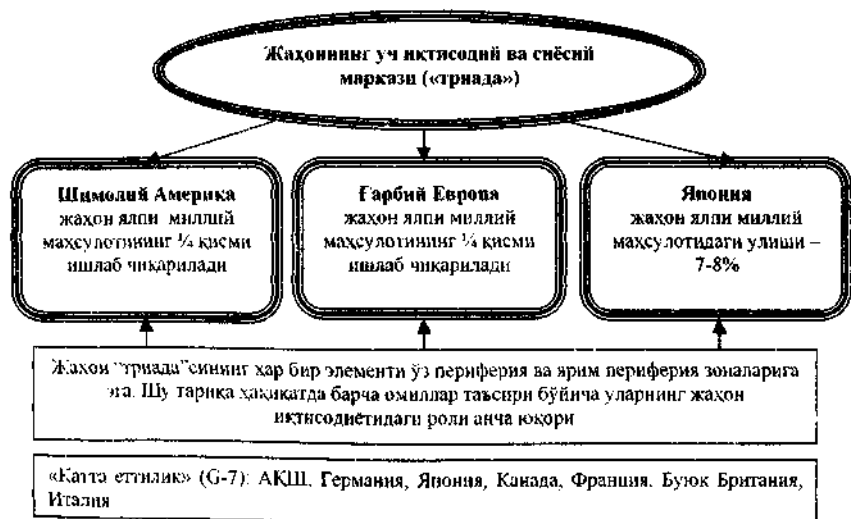 Жаҳоннинг уч иқтисодий ва сиёсий
маркази («триада»)
Шимолий Америка
жаҳон ялпи миллий
маҳсулотининг ¼ қисми
ишлаб чиқарилади
Ғарбий Европа
жаҳон ялпи миллий
маҳсулотининг ¼ қисми
ишлаб чиқарилади
Япония
жаҳон ялпи миллий
маҳсулотидаги улиши –
7-8%
Жаҳон "триада"сининг ҳар бир элементи ўз периферия ва ярим периферия зоналарига
эга. Шу тариқа ҳақиқатда барча омиллар таъсири бўйича уларнинг жаҳон
иқтисодиётидаги роли анча юқори
«Катта еттилик» (G-7): АҚШ, Германия, Япония, Канада, Франция, Буюк Британия,
Италия